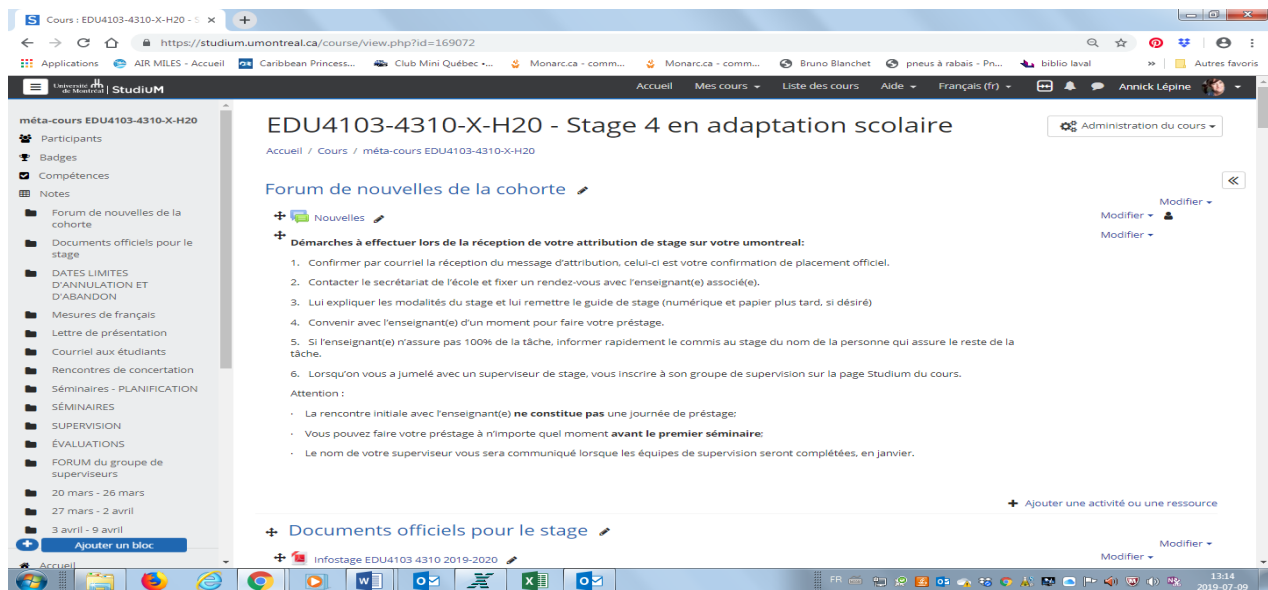 Cours : EDU4103-4310-X-H20 - S
https://studium.umontreal.ca/course/view.php?id=169072
Applications AIR MILES - Accueil Caribbean Princess... Club Mini Québec •... Monarc.ca - comm... Monarc.ca - comm... Bruno Blanchet pneus à rabais - Pn... biblio laval » Autres favoris
Université de Montréal StudiUM Accueil Mes cours Liste des cours Aide Français (fr) Annick Lépine
méta-cours EDU4103-4310-X-H20
Participants
Badges
Compétences
Notes
Forum de nouvelles de la
cohorte
Documents officiels pour le
stage
DATES LIMITES
D'ANNULATION ET
D'ABANDON
Mesures de français
Lettre de présentation
Courriel aux étudiants
Rencontres de concertation
Séminaires - PLANIFICATION
SÉMINAIRES
SUPERVISION
ÉVALUATIONS
FORUM du groupe de
superviseurs
20 mars - 26 mars
27 mars - 2 avril
3 avril - 9 avril
Ajouter un bloc
Accueil
EDU4103-4310-X-H20 - Stage 4 en adaptation scolaire
Administration du cours
Accueil / Cours / méta-cours EDU4103-4310-X-H20
Forum de nouvelles de la cohorte
Modifier
Nouvelles Modifier
Modifier
Démarches à effectuer lors de la réception de votre attribution de stage sur votre umontreal:
1. Confirmer par courriel la réception du message d'attribution, celui-ci est votre confirmation de placement officiel.
2. Contacter le secrétariat de l'école et fixer un rendez-vous avec l'enseignant(e) associé(e).
3. Lui expliquer les modalités du stage et lui remettre le guide de stage (numérique et papier plus tard, si désiré)
4. Convenir avec l'enseignant(e) d'un moment pour faire votre préstage.
5. Si l'enseignant(e) n'assure pas 100% de la tâche, informer rapidement le commis au stage du nom de la personne qui assure le reste de la
tâche.
6. Lorsqu'on vous a jumelé avec un superviseur de stage, vous inscrire à son groupe de supervision sur la page Studium du cours.
Attention :
· La rencontre initiale avec l'enseignant(e) ne constitue pas une journée de préstage;
· Vous pouvez faire votre préstage à n'importe quel moment avant le premier séminaire;
· Le nom de votre superviseur vous sera communiqué lorsque les équipes de supervision seront complétées, en janvier.
Ajouter une activité ou une ressource
Documents officiels pour le stage
Modifier
Infostage EDU4103 4310 2019-2020 Modifier
FR
13:14
2019-07-09